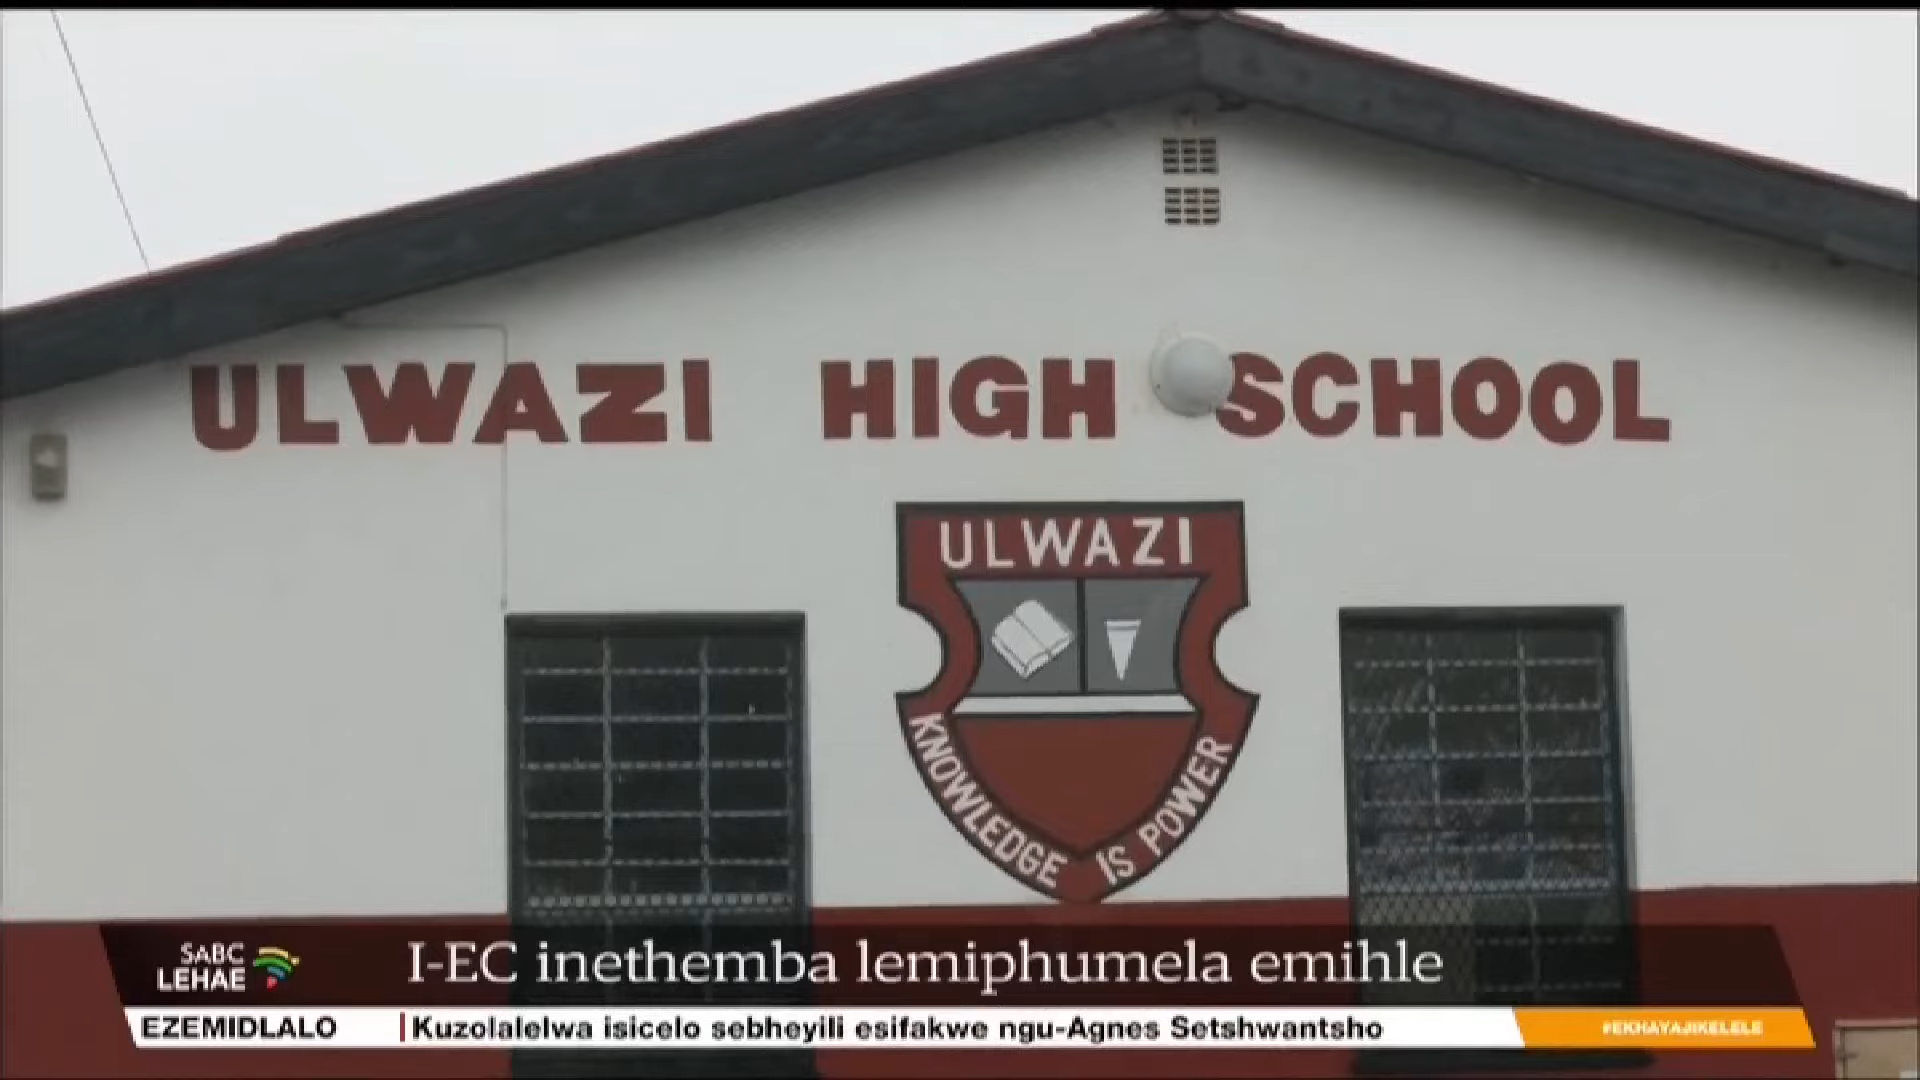 ULWAZI HIGH SCHOOL
ULWAZI
KNOWLEDGE IS POWER
SABC
LEHAE
I-EC inethemba lemiphumela emihle
EZEMIDLALO
Kuzolalelwa isicelo sebheyili esifakwe ngu-Agnes Setshwantsho
#EKHAYAJIKELELE